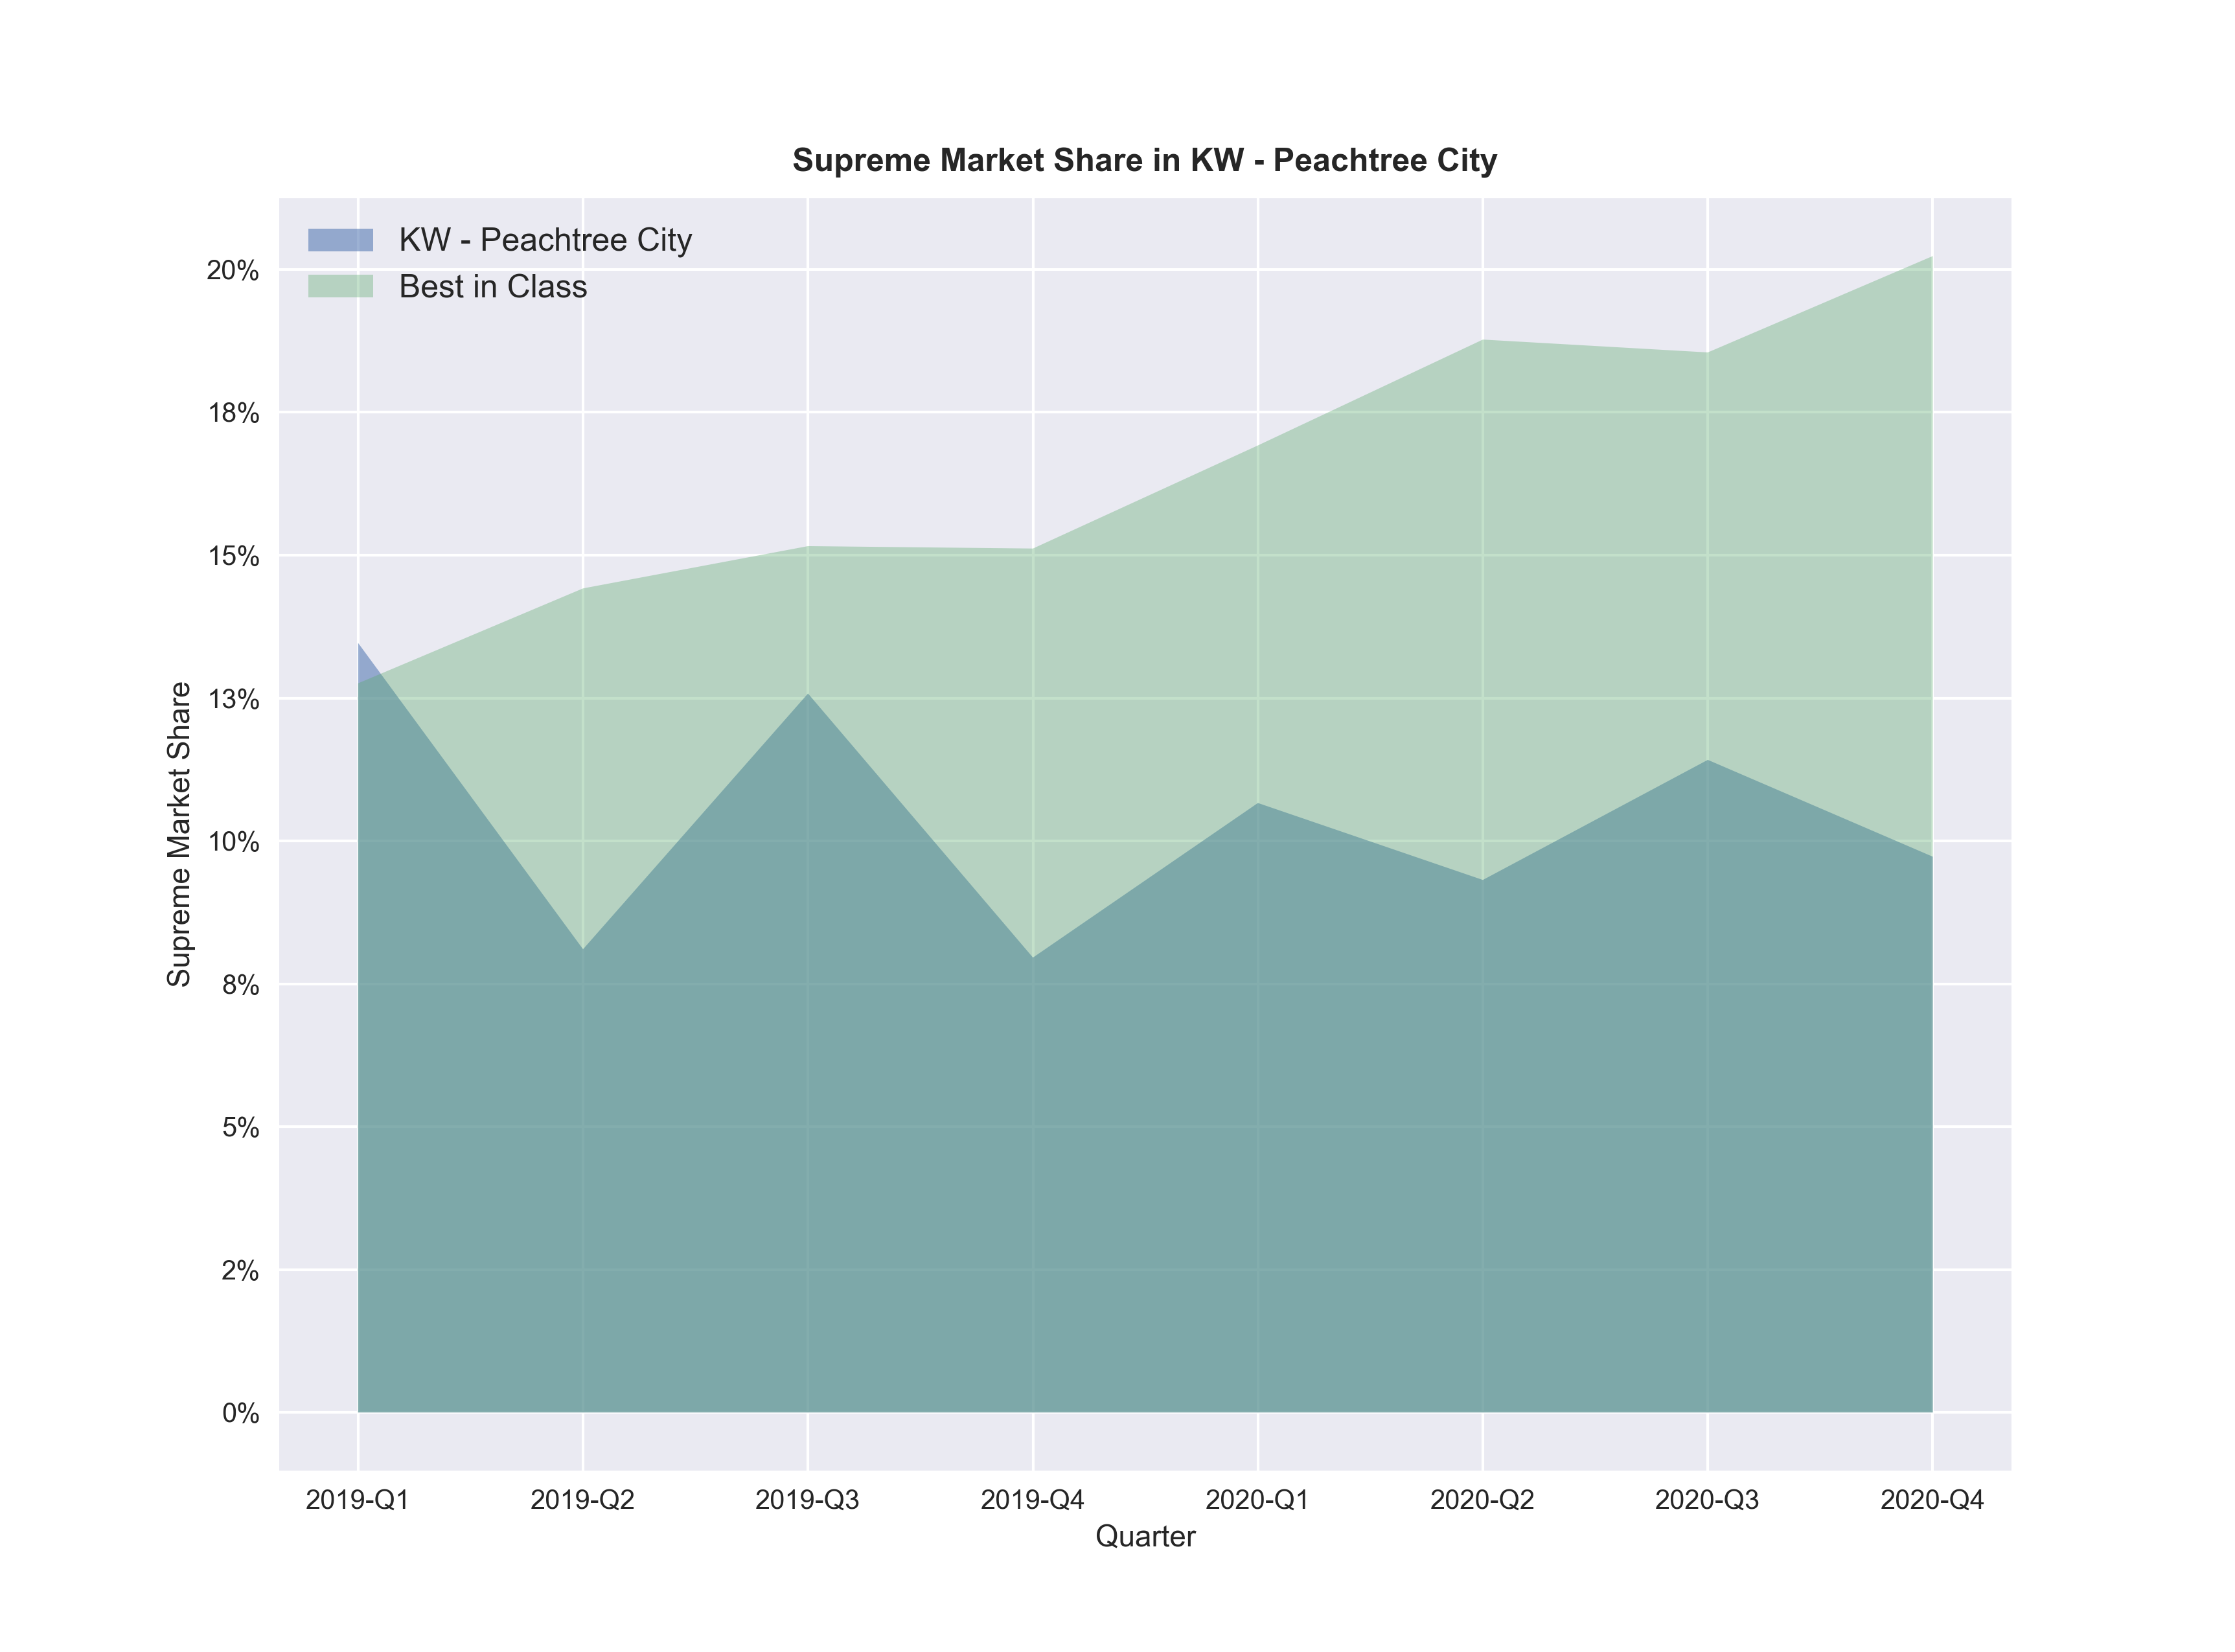 Supreme Market Share in KW - Peachtree City
KW - Peachtree City
Best in Class
20%
18%
15%
13%
10%
8%
5%
2%
0%
Supreme Market Share
2019-Q1 2019-Q2 2019-Q3 2019-Q4 2020-Q1 2020-Q2 2020-Q3 2020-Q4
Quarter